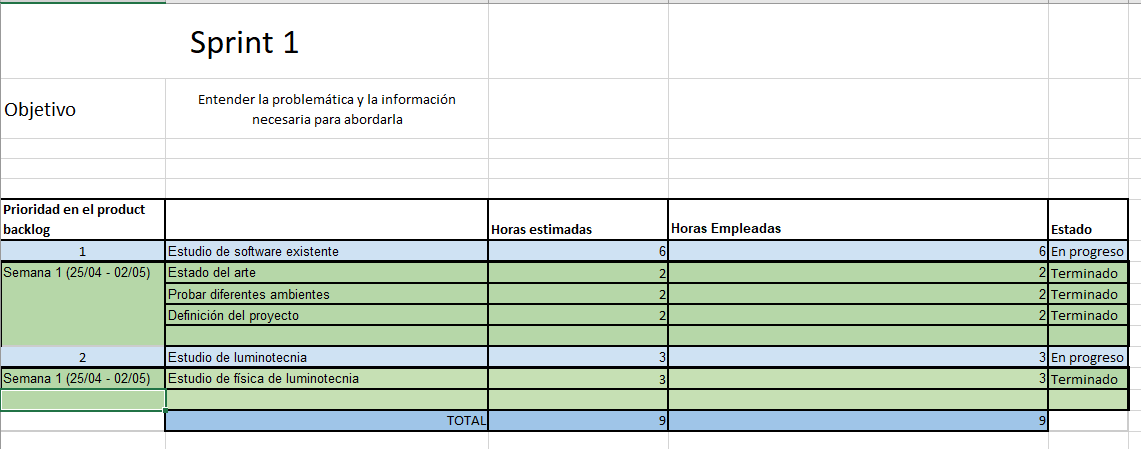 Sprint 1
Objetivo
Entender la problemática y la información
necesaria para abordarla
Prioridad en el product
backlog
Horas estimadas
Horas Empleadas
Estado
1 Estudio de software existente 6 6 En progreso
Semana 1 (25/04 - 02/05) Estado del arte 2 2 Terminado
Probar diferentes ambientes 2 2 Terminado
Definición del proyecto 2 2 Terminado
2 Estudio de luminotecnia 3 3 En progreso
Semana 1 (25/04 - 02/05) Estudio de física de luminotecnia 3 3 Terminado
TOTAL 9 9